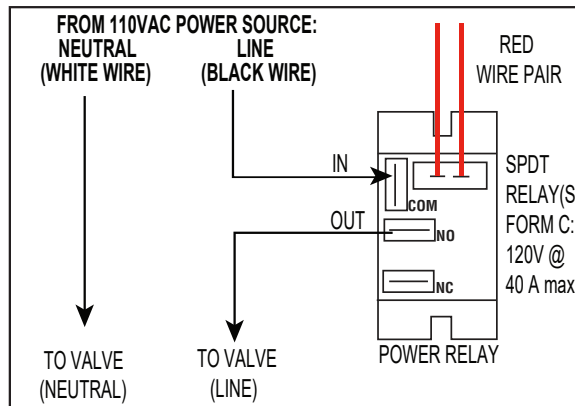 FROM 110VAC POWER SOURCE:
NEUTRAL
(WHITE WIRE)
LINE
(BLACK WIRE)
RED
WIRE PAIR
IN
COM
OUT
NO
NC
SPDT
RELAY(S
FORM C:
120V @
40 A max
POWER RELAY
TO VALVE
(NEUTRAL)
TO VALVE
(LINE)